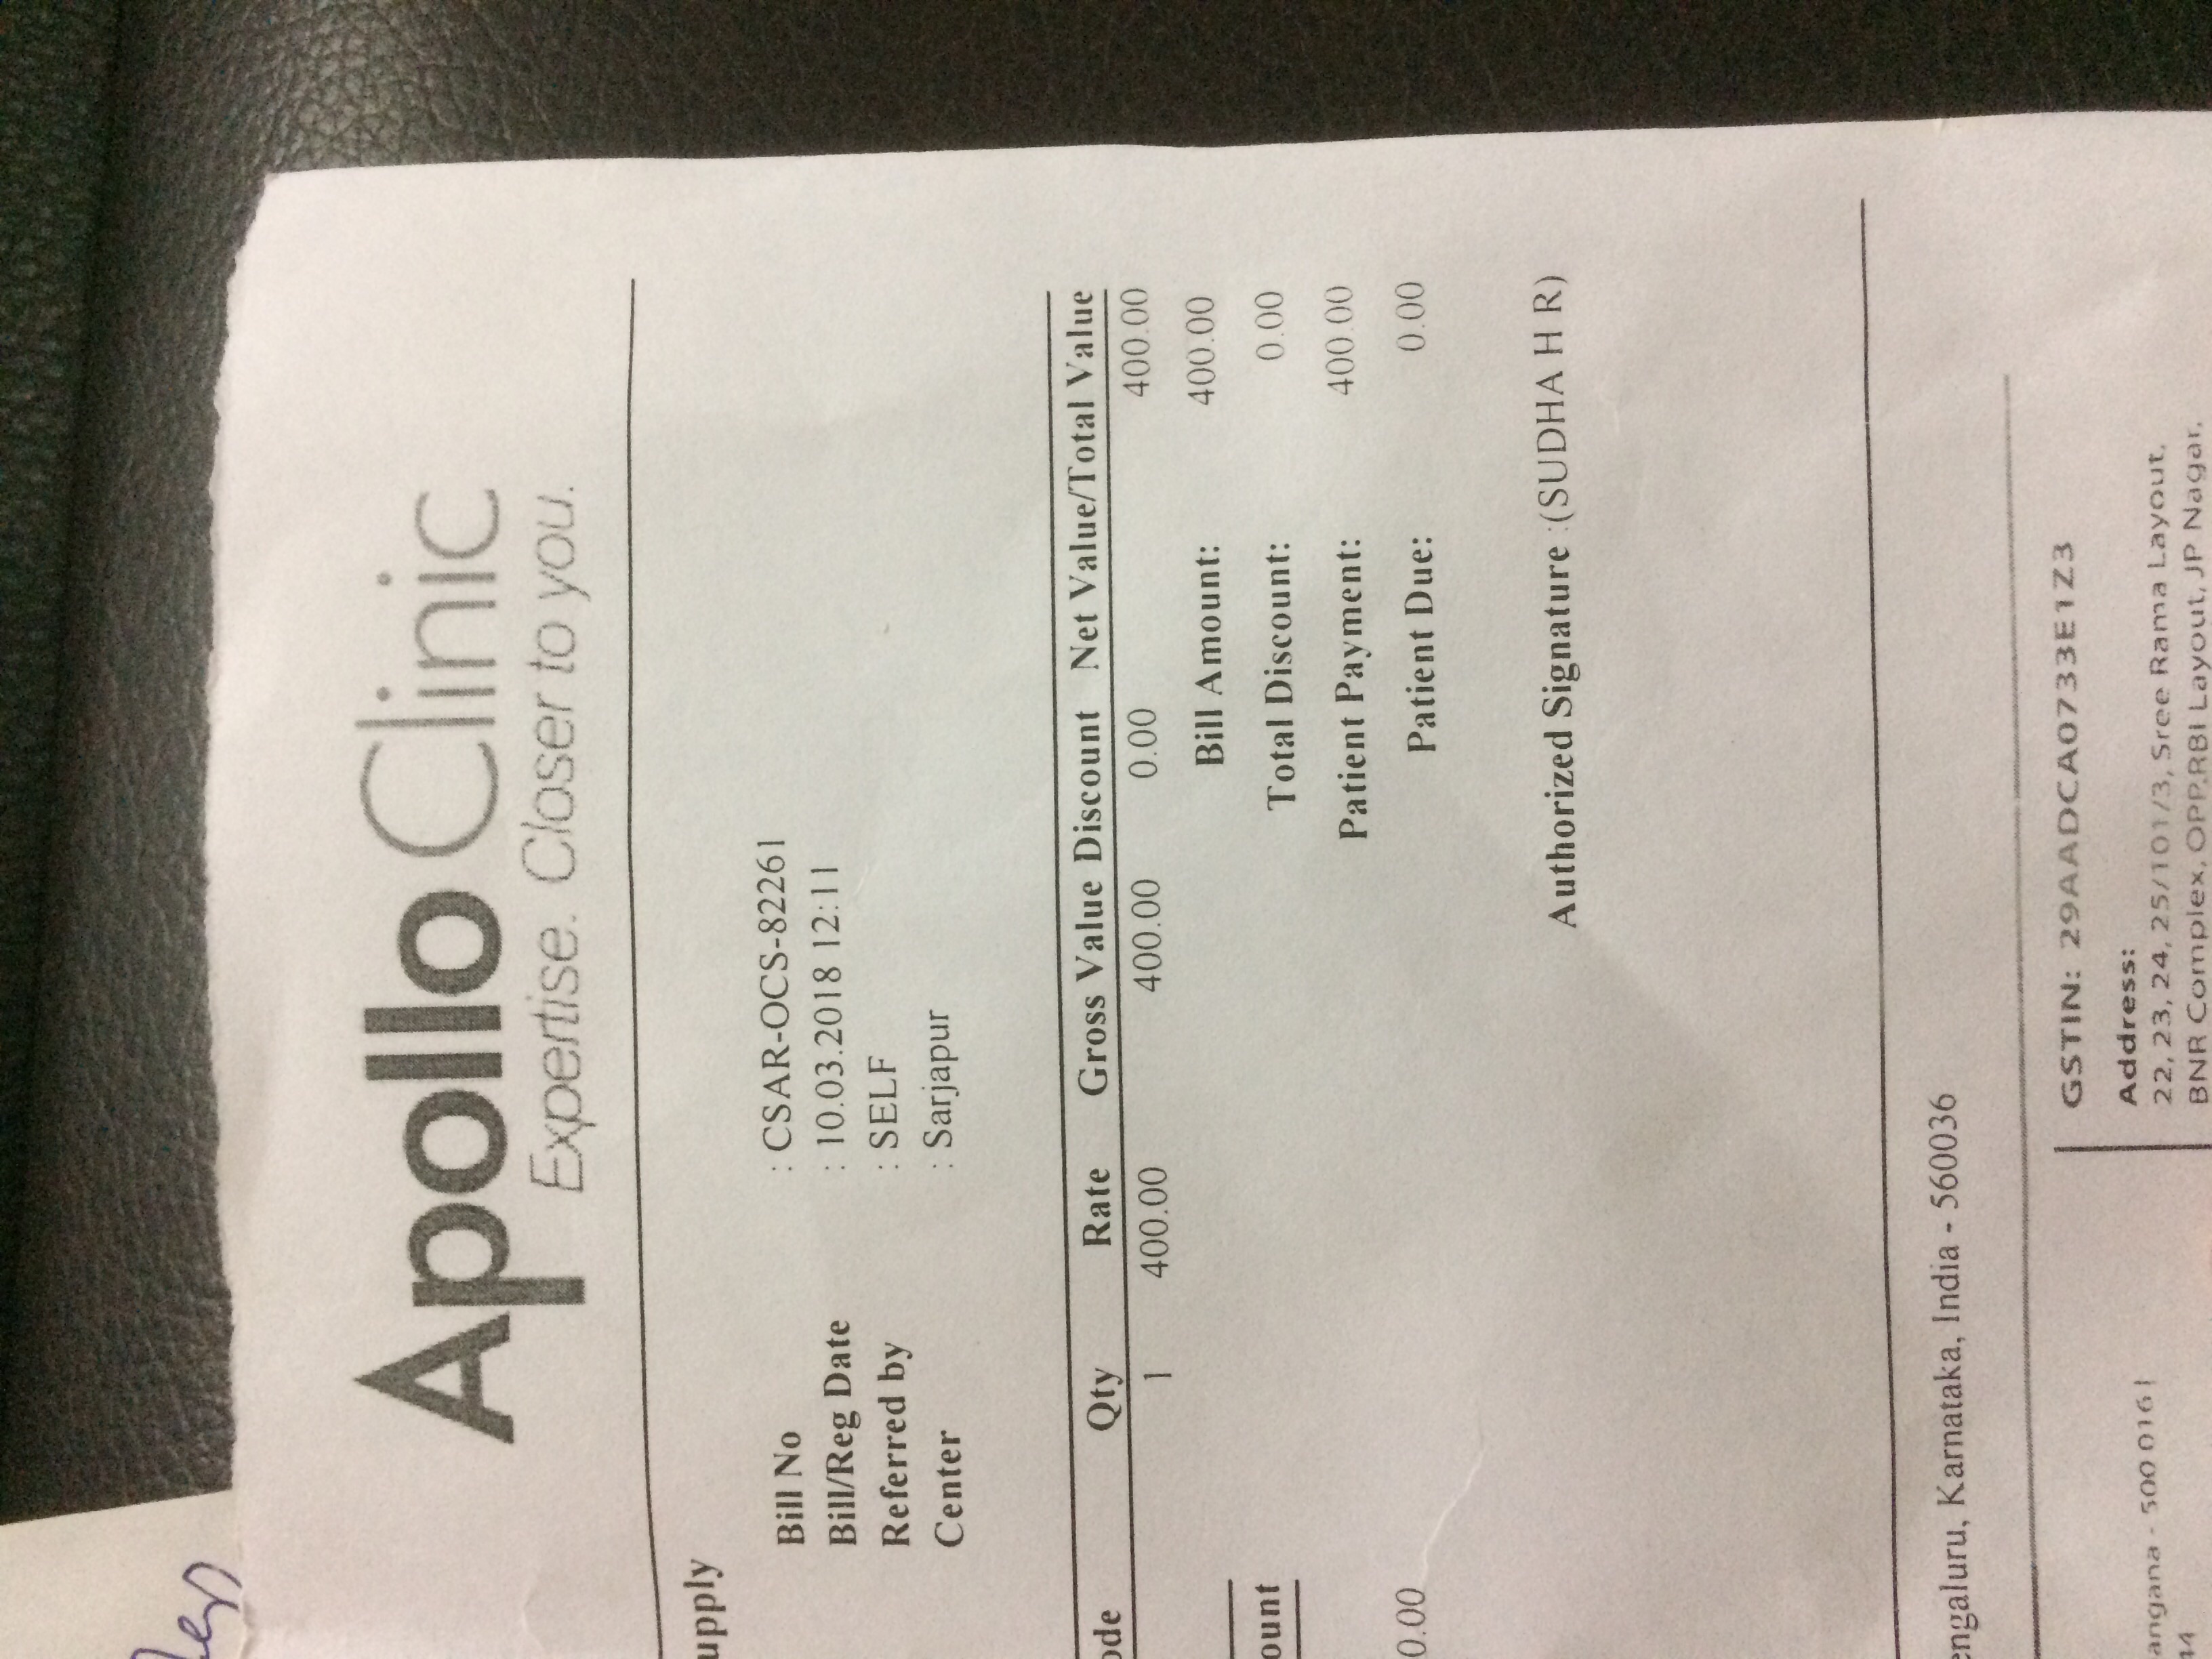 Apollo Clinic
Expertise. Closer to you.
upply
Bill No : CSAR-OCS-82261
Bill/Reg Date : 10.03.2018 12:11
Referred by : SELF
Center : Sarjapur
ode Qty Rate Gross Value Discount Net Value/Total Value
1 400.00 400.00 0.00 400.00
Bill Amount: 400.00
ount
Total Discount: 0.00
Patient Payment: 400.00
0.00
Patient Due: 0.00
Authorized Signature :(SUDHA H R)
engaluru, Karnataka, India - 560036
GSTIN: 29AADCA0733E1Z3
Address:
angana - 500 016 |
22, 23, 24, 25/101/3, Sree Rama Layout,
44
BNR Complex, OPP.RBI Layout, JP Nagar,